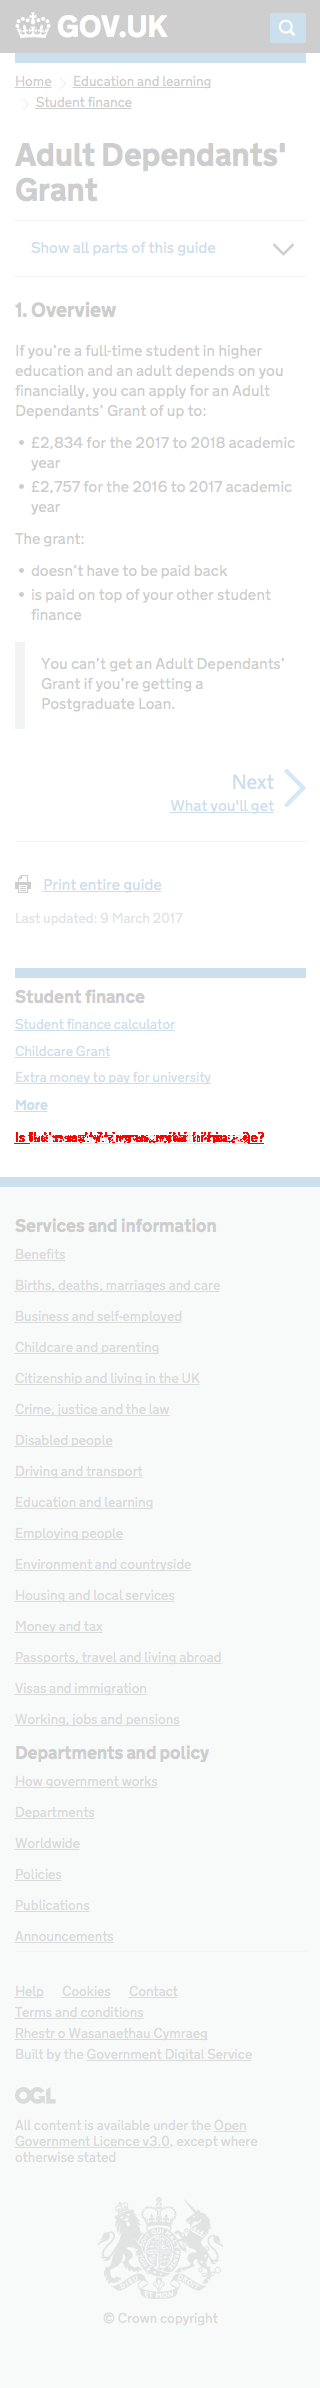 GOV.UK
Home
Education and learning
Student finance
Adult Dependants'
Grant
Show all parts of this guide
1. Overview
If you’re a full-time student in higher
education and an adult depends on you
financially, you can apply for an Adult
Dependants’ Grant of up to:
• £2,834 for the 2017 to 2018 academic
year
• £2,757 for the 2016 to 2017 academic
year
The grant:
• doesn’t have to be paid back
• is paid on top of your other student
finance
You can’t get an Adult Dependants’
Grant if you’re getting a
Postgraduate Loan.
Next
What you'll get
Print entire guide
Last updated: 9 March 2017
Student finance
Student finance calculator
Childcare Grant
Extra money to pay for university
More
Services and information
Benefits
Births, deaths, marriages and care
Business and self-employed
Childcare and parenting
Citizenship and living in the UK
Crime, justice and the law
Disabled people
Driving and transport
Education and learning
Employing people
Environment and countryside
Housing and local services
Money and tax
Passports, travel and living abroad
Visas and immigration
Working, jobs and pensions
Departments and policy
How government works
Departments
Worldwide
Policies
Publications
Announcements
Help Cookies Contact
Terms and conditions
Rhestr o Wasanaethau Cymraeg
Built by the Government Digital Service
OGL
All content is available under the Open
Government Licence v3.0, except where
otherwise stated
© Crown copyright